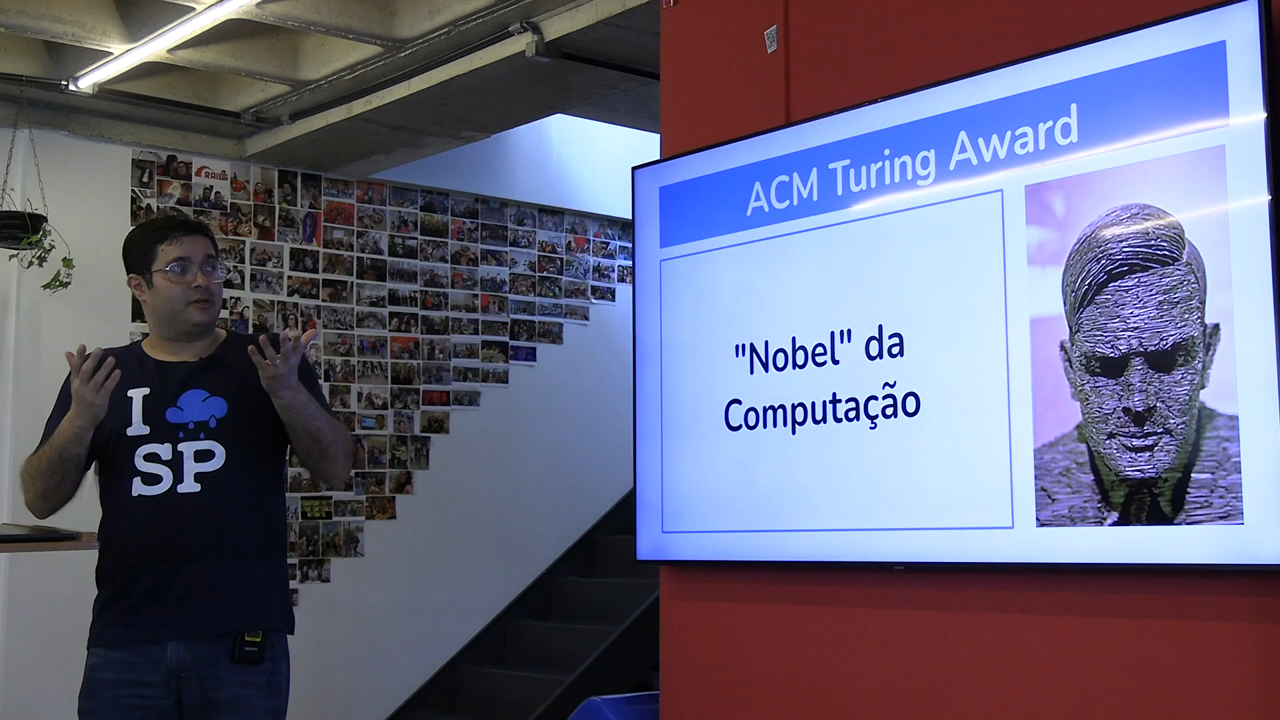 I
SP
ACM Turing Award
"Nobel" da
Computação